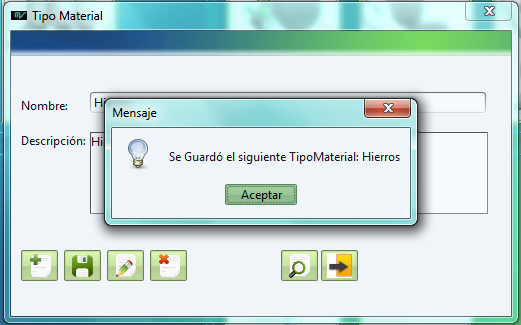 Tipo Material
Nombre:
Mensaje
Descripción:
Se Guardó el siguiente TipoMaterial: Hierros
Aceptar